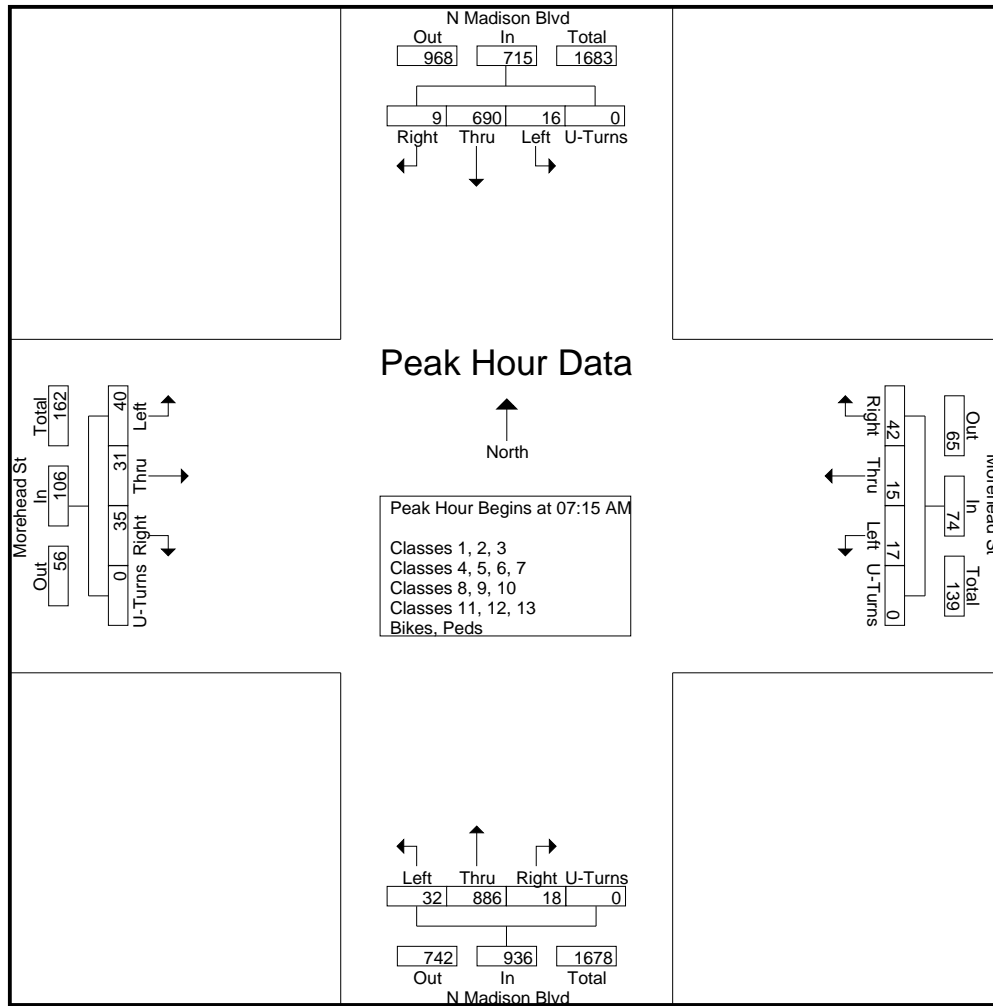 N Madison Blvd
Out In Total
968 715 1683
9 690 16 0
Right Thru Left U-Turns
Peak Hour Data
North
Peak Hour Begins at 07:15 AM
Classes 1, 2, 3
Classes 4, 5, 6, 7
Classes 8, 9, 10
Classes 11, 12, 13
Bikes, Peds
Morehead St
Out In Total
56 106 162
0 35 31 40
U-Turns Right Thru Left
Morehead St
Out In Total
65 74 139
42 15 17 0
Right Thru Left U-Turns
Left Thru Right U-Turns
32 886 18 0
742 936 1678
Out In Total
N Madison Blvd